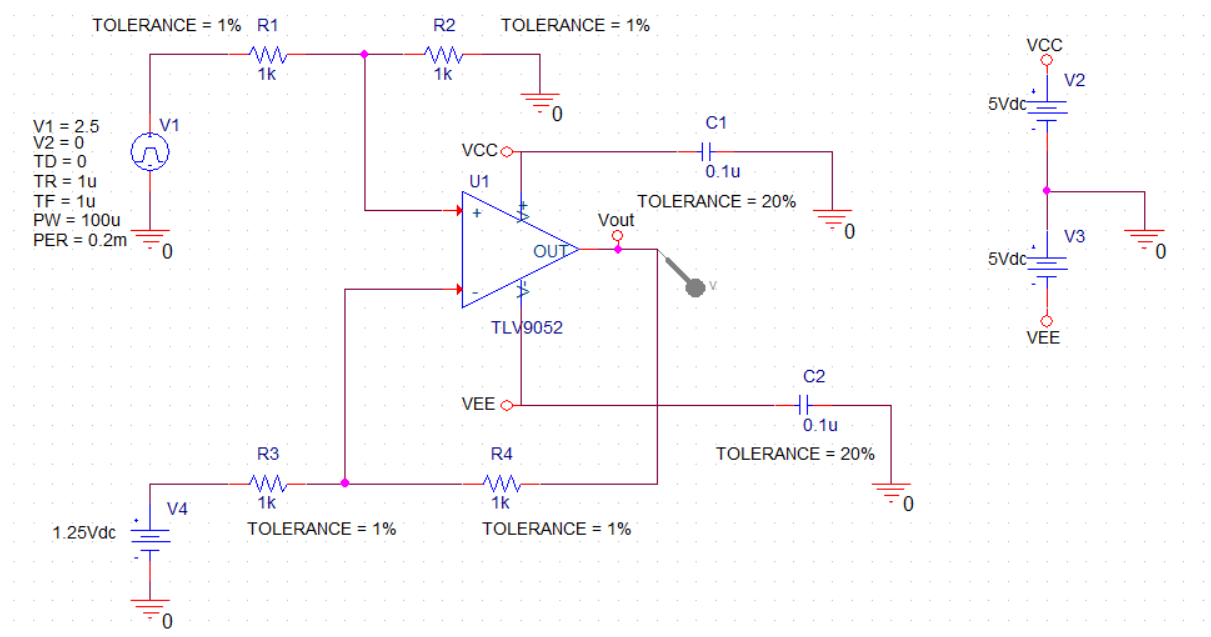 TOLERANCE = 1%
R1
1k
R2
TOLERANCE = 1%
1k
0
V1 = 2.5
V2 = 0
TD = 0
TR = 1u
TF = 1u
PW = 100u
PER = 0.2m
V1
0
VCC
C1
0.1u
TOLERANCE = 20%
0
U1
+
-
V+
V-
OUT
TLV9052
Vout
V
VEE
C2
0.1u
TOLERANCE = 20%
0
R3
1k
TOLERANCE = 1%
R4
1k
TOLERANCE = 1%
V4
1.25Vdc
+
-
0
VCC
V2
5Vdc
+
-
0
V3
5Vdc
+
-
VEE